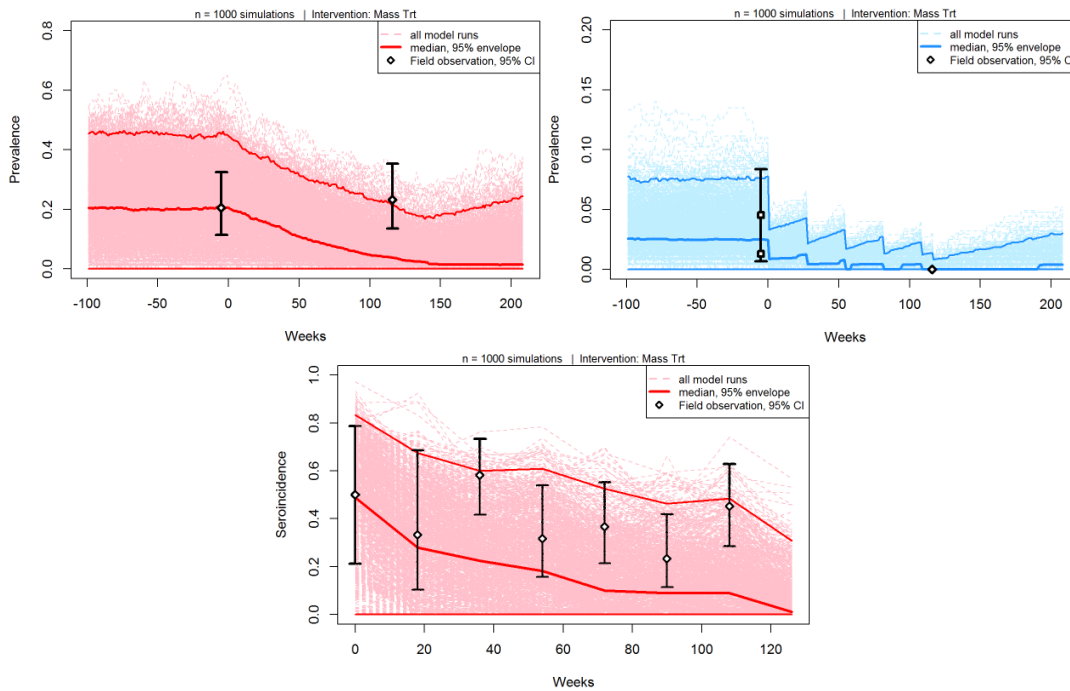 n = 1000 simulations | Intervention: Mass Trt
all model runs
median, 95% envelope
Field observation, 95% CI
Prevalence
0.0 0.2 0.4 0.6 0.8
-100 -50 0 50 100 150 200
Weeks
n = 1000 simulations | Intervention: Mass Trt
all model runs
median, 95% envelope
Field observation, 95% C
Prevalence
0.00 0.05 0.10 0.15 0.20
-100 -50 0 50 100 150 200
Weeks
n = 1000 simulations | Intervention: Mass Trt
all model runs
median, 95% envelope
Field observation, 95% CI
Seroincidence
0.0 0.2 0.4 0.6 0.8 1.0
0 20 40 60 80 100 120
Weeks